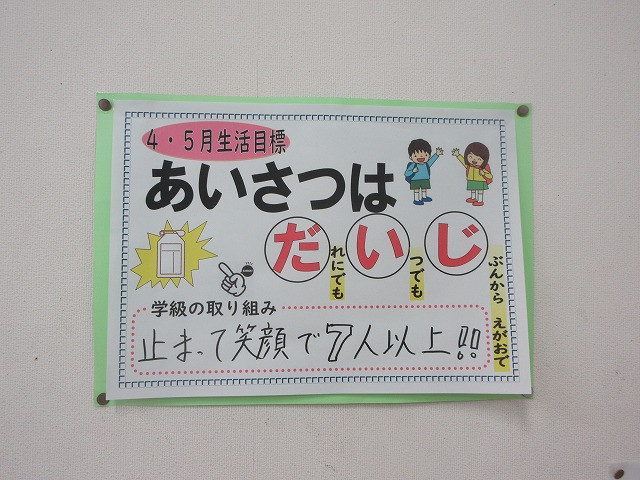 4・5月生活目標
あいさつは
だれにでも
いつでも
じぶんから えがおで
学級の取り組み
止まって笑顔で7人以上!!